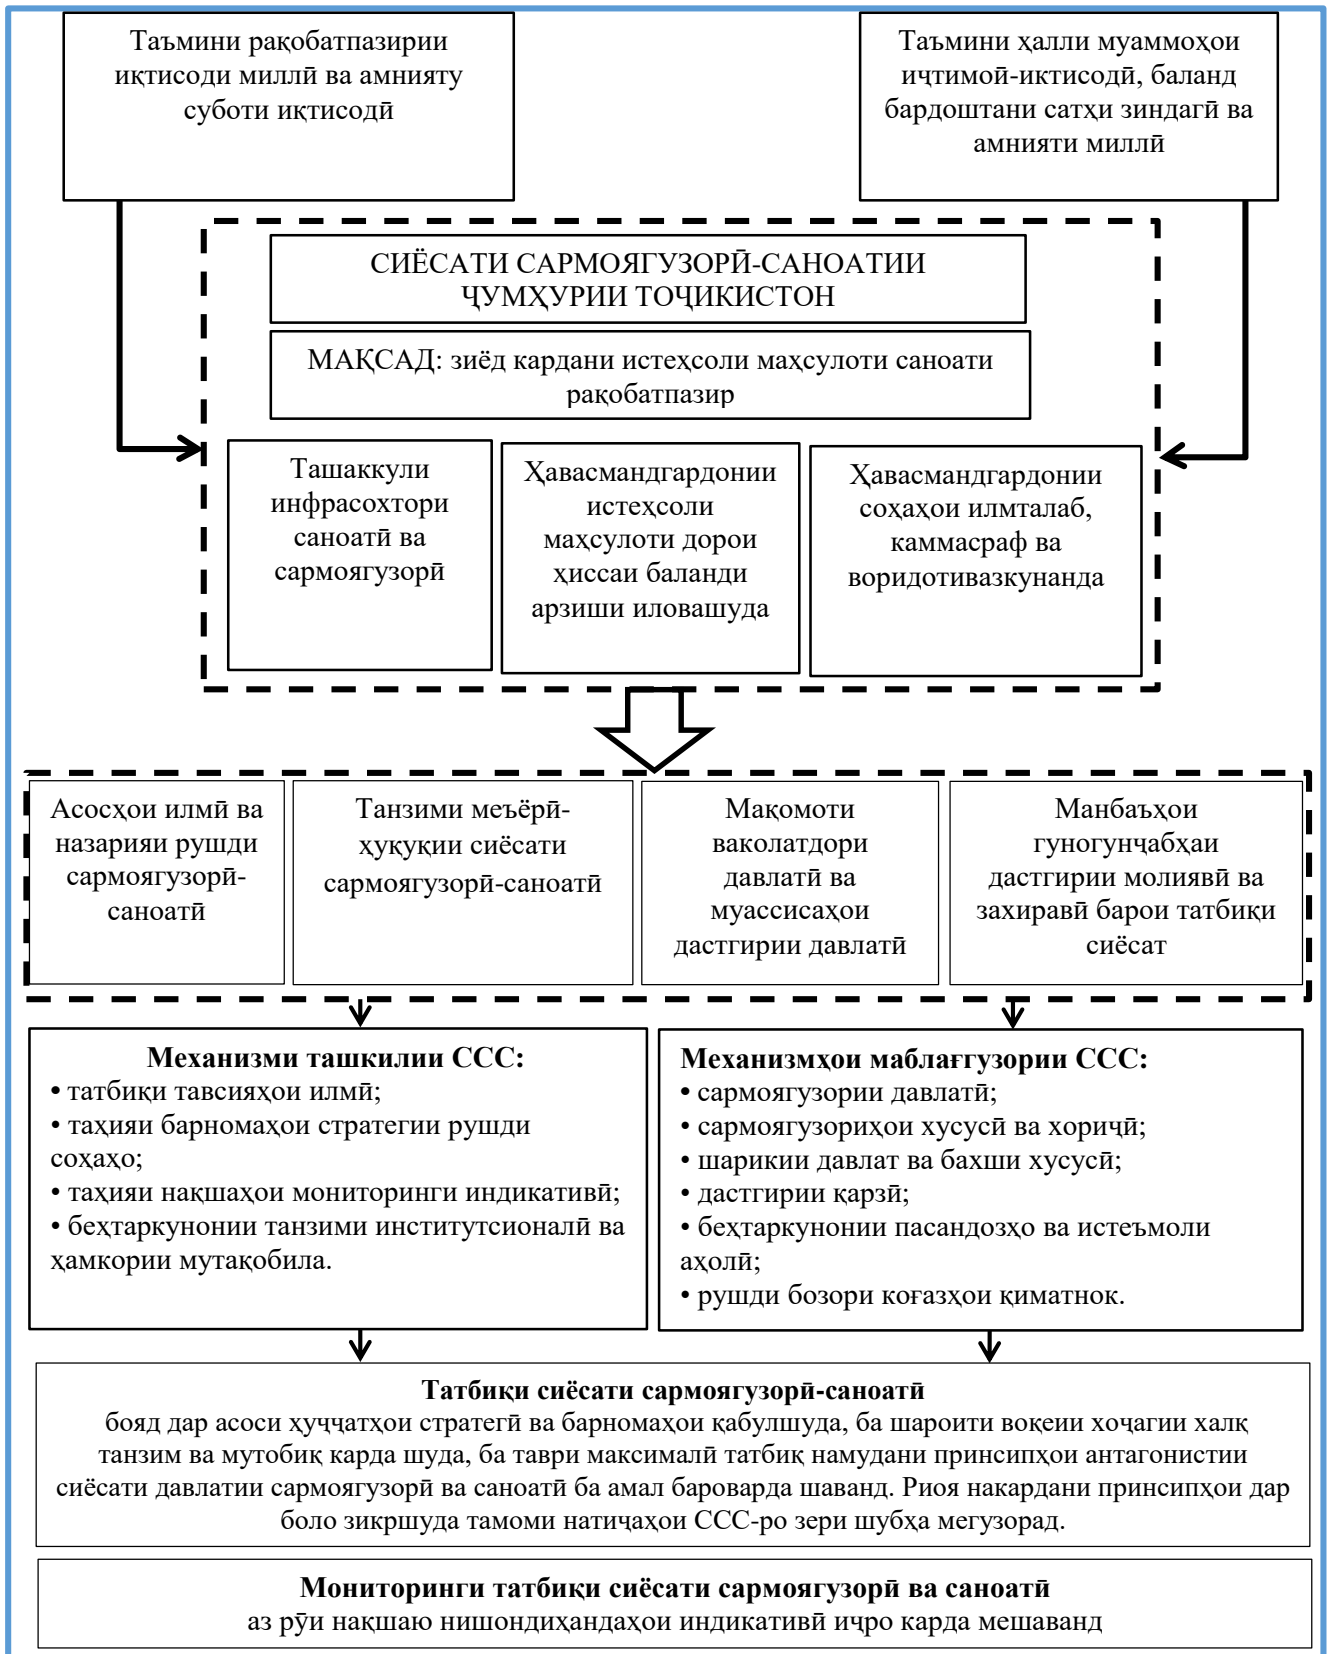 Таъмини рақобатпазирии
иқтисоди миллӣ ва амнияту
суботи иқтисодӣ
Таъмини ҳалли муаммоҳои
иҷтимоӣ-иктисодӣ, баланд
бардоштани сатҳи зиндагӣ ва
амнияти миллӣ
СИЁСАТИ САРМОЯГУЗОРӢ-САНОАТИИ
ҶУМҲУРИИ ТОҶИКИСТОН
МАҚСАД: зиёд кардани истеҳсоли маҳсулоти саноати
рақобатпазир
Ташаккули
инфрасохтори
саноатӣ ва
сармоягузорӣ
Ҳавасмандгардонии
истеҳсоли
маҳсулоти дорои
ҳиссаи баланди
арзиши иловашуда
Ҳавасмандгардонии
соҳаҳои илмталаб,
каммасраф ва
воридотивазкунанда
Асосҳои илмӣ ва
назарияи рушди
сармоягузорӣ-
саноатӣ
Танзими меъёрӣ-
ҳуқуқии сиёсати
сармоягузорӣ-саноатӣ
Мақомоти
ваколатдори
давлатӣ ва
муассисаҳои
дастгирии давлатӣ
Манбаъҳои
гуногунҷабҳаи
дастгирии молиявӣ ва
захиравӣ барои татбиқи
сиёсат
Механизми ташкилии ССС:
• татбиқи тавсияҳои илмӣ;
• таҳияи барномаҳои стратегии рушди
соҳаҳо;
• таҳияи нақшаҳои мониторинги индикативӣ;
• беҳтаркунонии танзими институтсионалӣ ва
ҳамкории мутақобила.
Механизмҳои маблағгузории ССС:
• сармоягузории давлатӣ;
• сармоягузориҳои хусусӣ ва хориҷӣ;
• шарикии давлат ва бахши хусусӣ;
• дастгирии қарзӣ;
• беҳтаркунонии пасандозҳо ва истеъмоли
аҳолӣ;
• рушди бозори коғазҳои қиматнок.
Татбиқи сиёсати сармоягузорӣ-саноатӣ
бояд дар асоси ҳуҷҷатҳои стратегӣ ва барномаҳои қабулшуда, ба шароити воқеии хоҷагии халқ
танзим ва мутобиқ карда шуда, ба таври максималӣ татбиқ намудани принсипҳои антагонистии
сиёсати давлатии сармоягузорӣ ва саноатӣ ба амал бароварда шаванд. Риоя накардани принсипҳои дар
боло зикршуда тамоми натиҷаҳои ССС-ро зери шубҳа мегузорад.
Мониторинги татбиқи сиёсати сармоягузорӣ ва саноатӣ
аз рӯи нақшаю нишондиҳандаҳои индикативӣ иҷро карда мешаванд